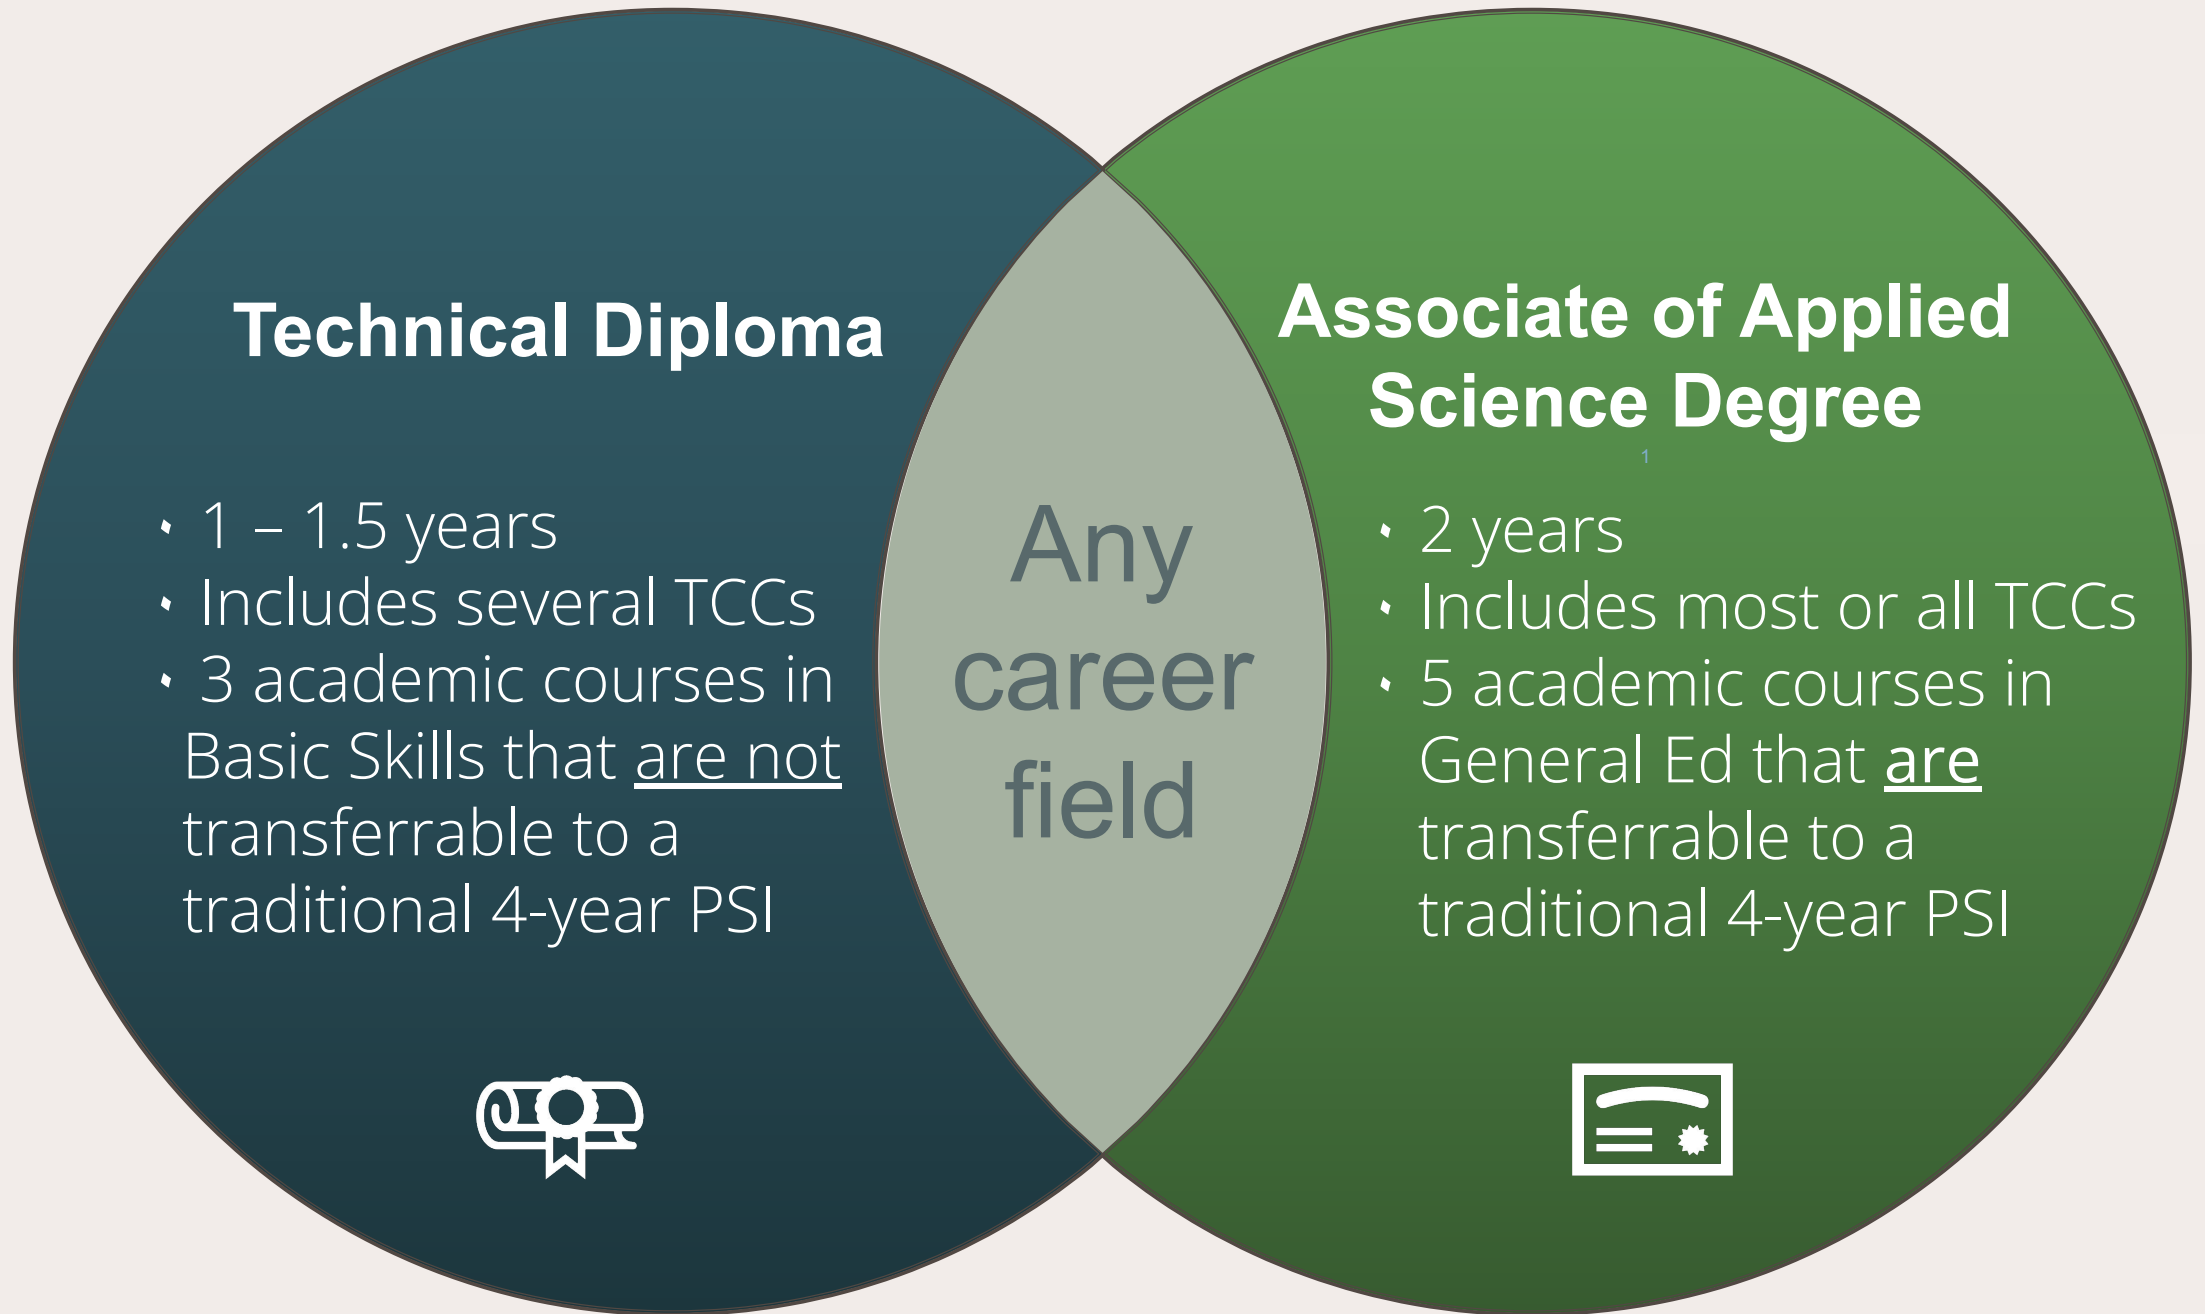 Technical Diploma
⬧ 1 – 1.5 years
⬧ Includes several TCCs
⬧ 3 academic courses in
Basic Skills that are not
transferrable to a
traditional 4-year PSI
Any
career
field
Associate of Applied
Science Degree
1
⬧ 2 years
⬧ Includes most or all TCCs
⬧ 5 academic courses in
General Ed that are
transferrable to a
traditional 4-year PSI